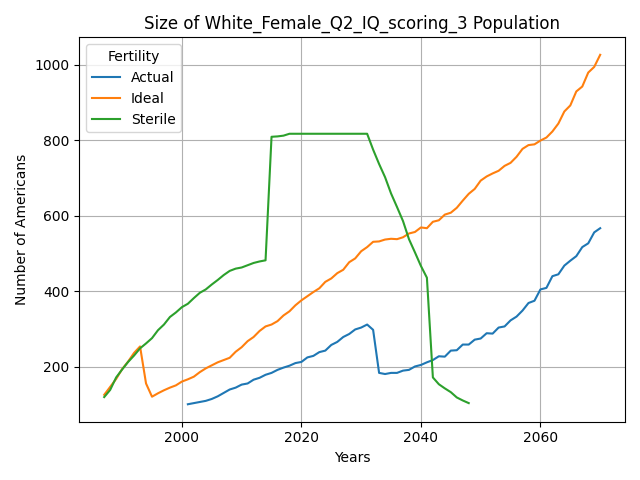 Size of White_Female_Q2_IQ_scoring_3 Population
Fertility
Actual
Ideal
Sterile
Number of Americans
1000
800
600
400
200
2000
2020
2040
2060
Years